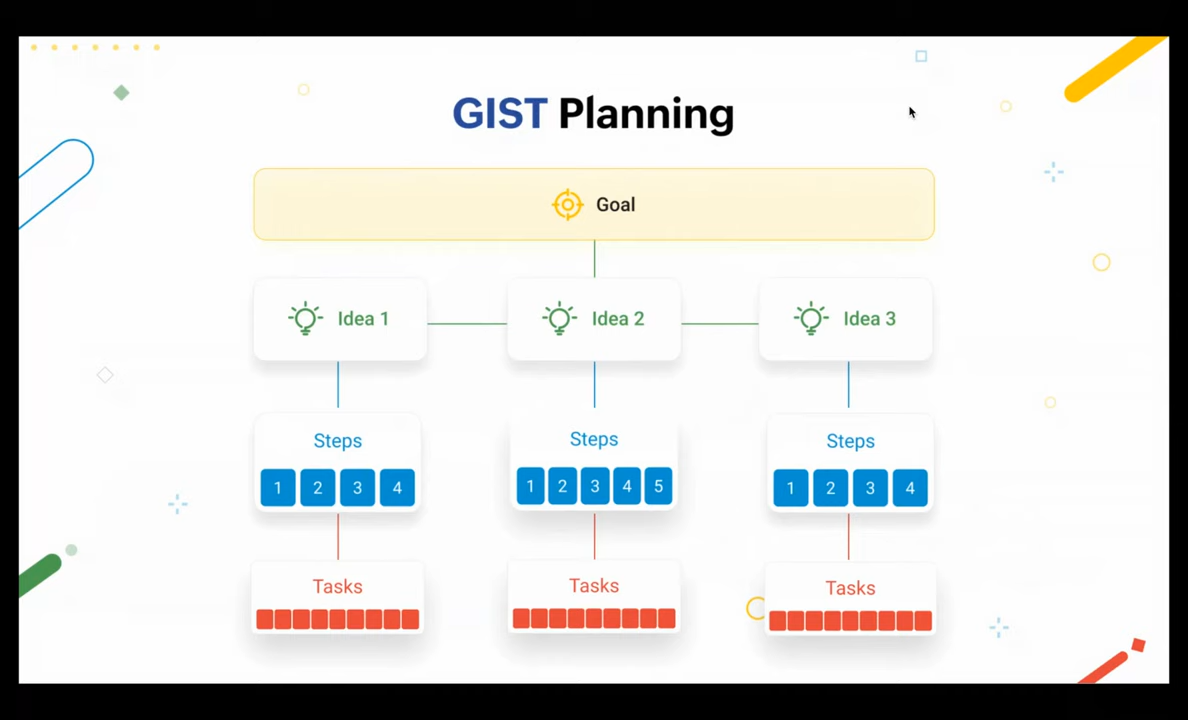 GIST Planning
Goal
Idea 1
Idea 2
Idea 3
Steps
1 2 3 4
Steps
1 2 3 4 5
Steps
1 2 3 4
Tasks
Tasks
Tasks